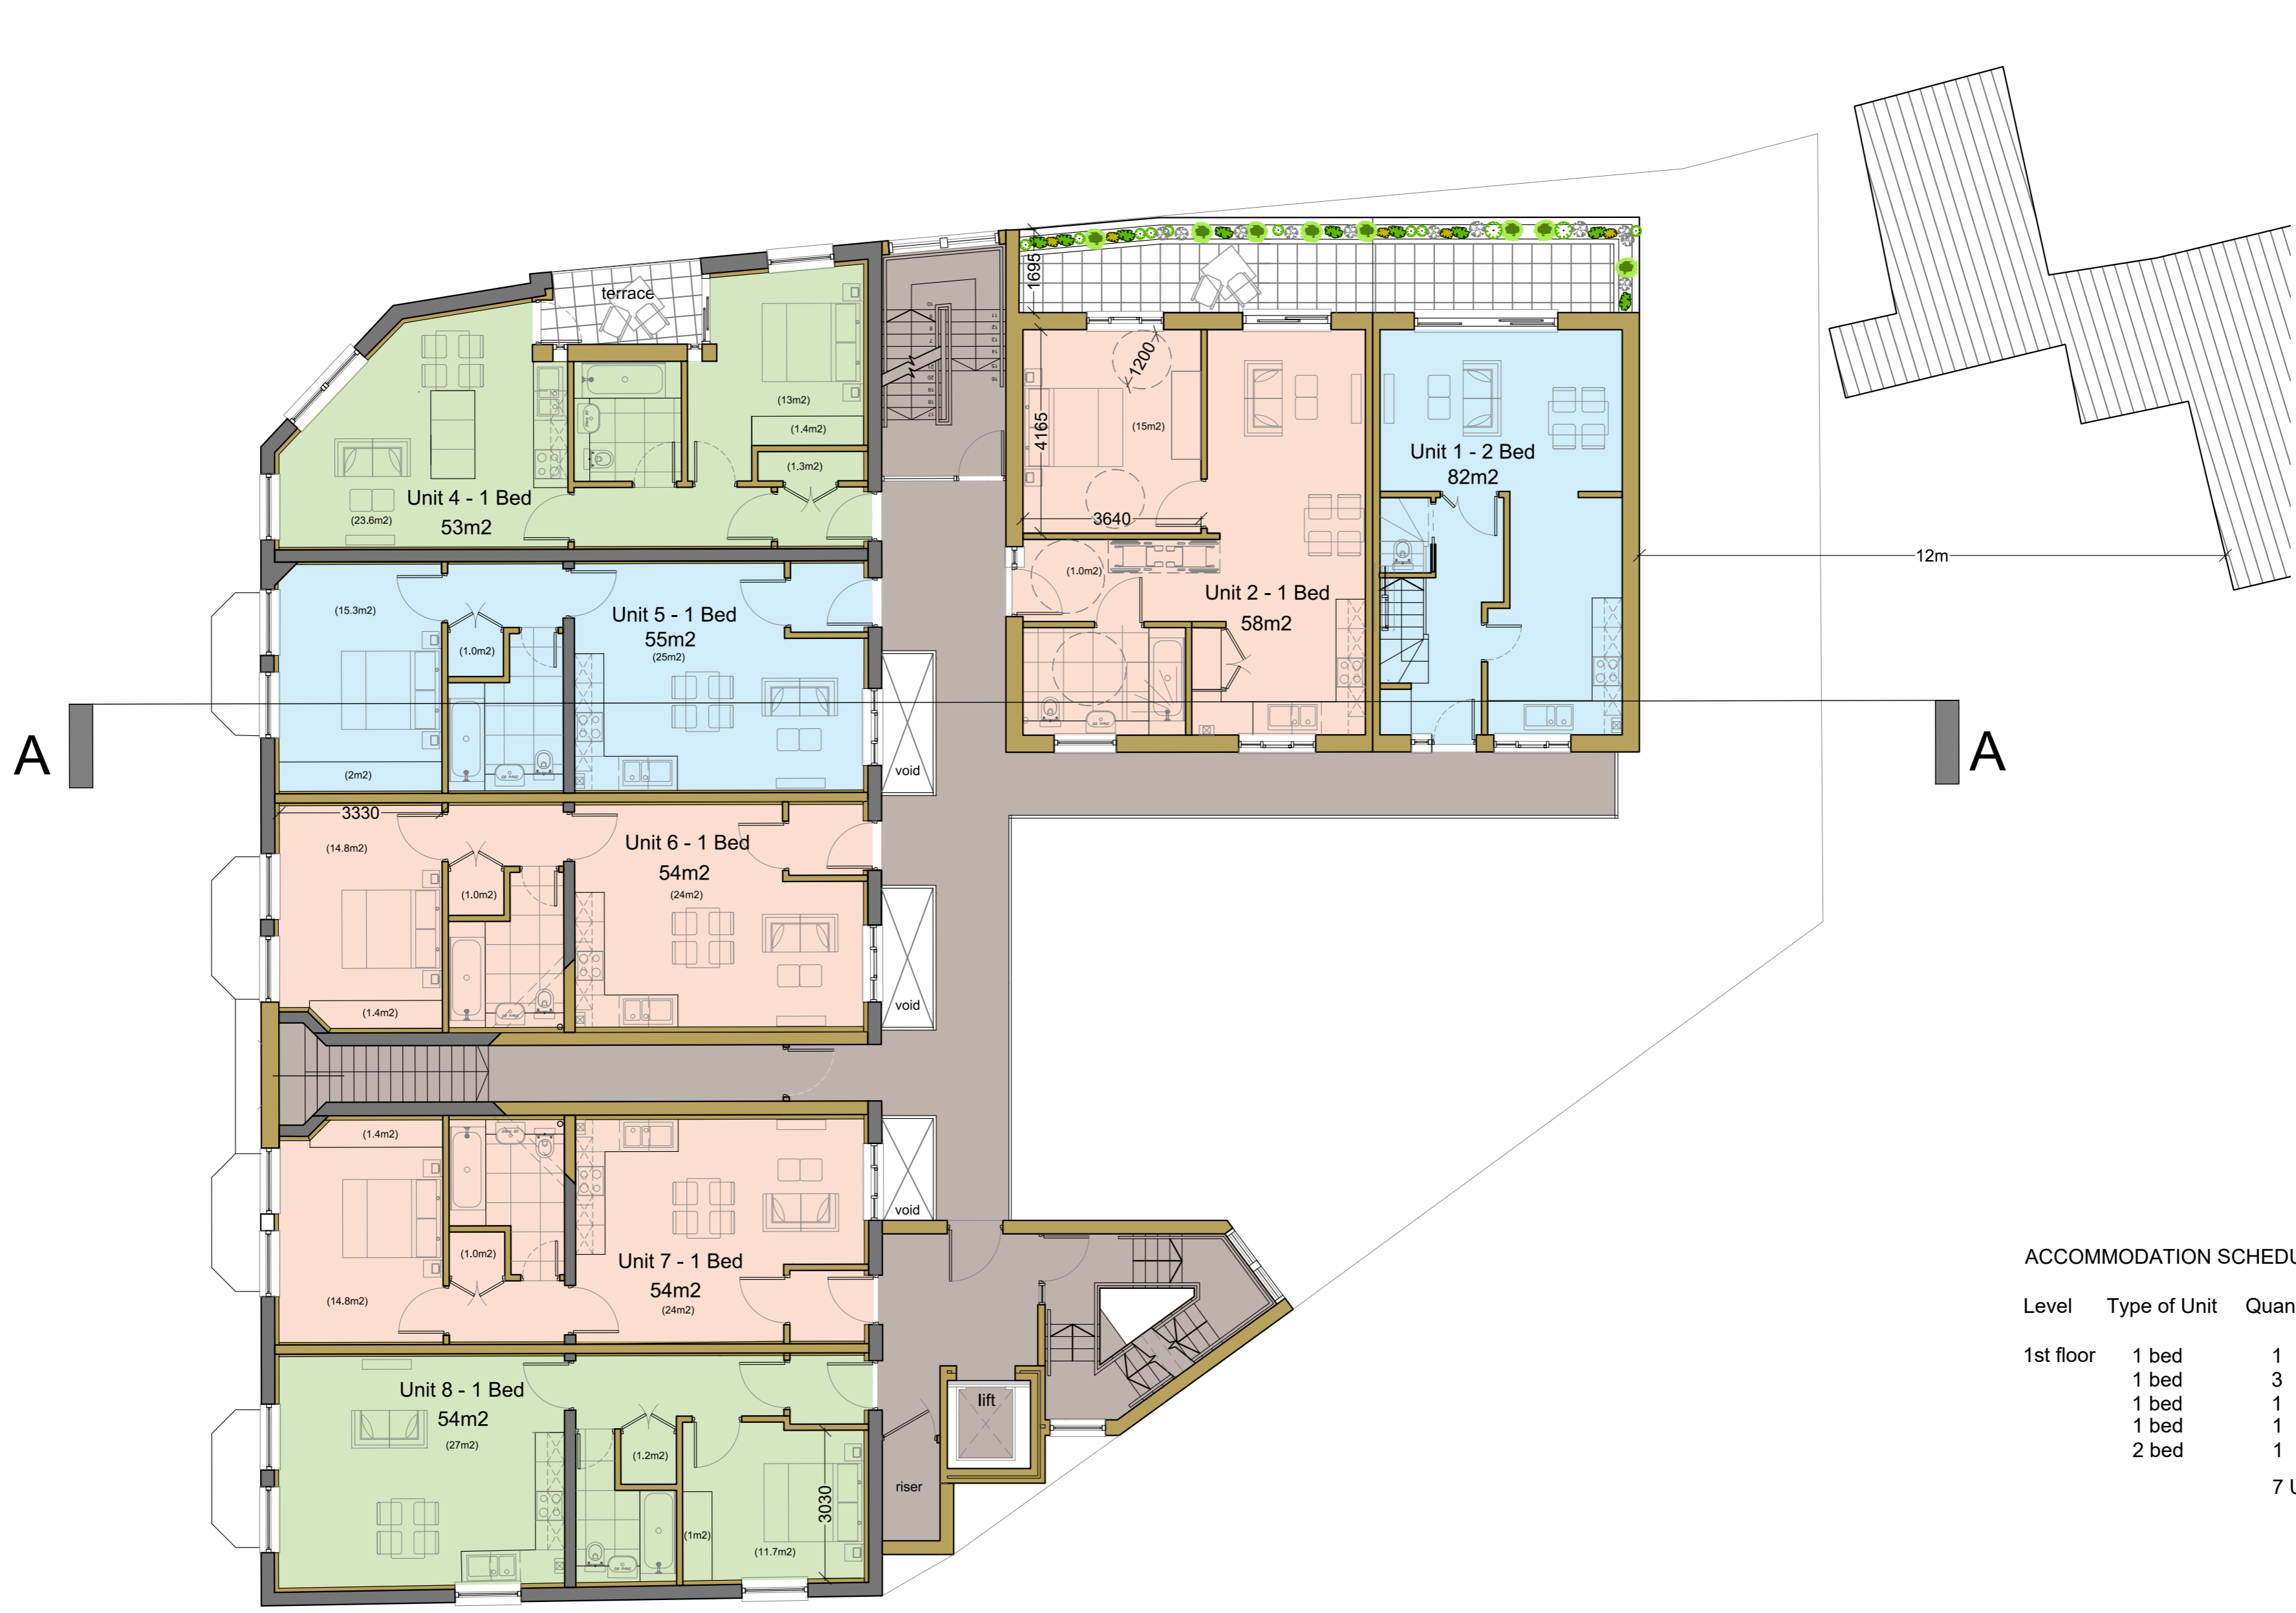 terrace
1695
1200
(13m2)
(1.4m2)
(1.3m2)
4165
(15m2)
Unit 4 - 1 Bed
53m2
(23.6m2)
3640
Unit 1 - 2 Bed
82m2
12m
(1.0m2)
Unit 2 - 1 Bed
58m2
(15.3m2)
Unit 5 - 1 Bed
55m2
(25m2)
(1.0m2)
(2m2)
void
A
A
3330
(14.8m2)
Unit 6 - 1 Bed
54m2
(24m2)
(1.0m2)
(1.4m2)
void
(1.4m2)
void
(1.0m2)
Unit 7 - 1 Bed
54m2
(24m2)
(14.8m2)
Unit 8 - 1 Bed
54m2
(27m2)
(1.2m2)
(1m2)
(11.7m2)
3030
lift
riser
ACCOMMODATION SCHEDU
Level Type of Unit Quan
1st floor 1 bed 1
1 bed 3
1 bed 1
1 bed 1
2 bed 1
7 U